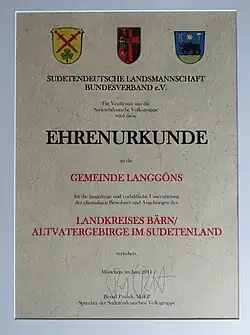 SUDETENDEUTSCHE LANDSMANNSCHAFT
BUNDESVERBAND e.V.
Für Verdienste um die
Sudetendeutsche Volksgruppe
wird diese
EHRENURKUNDE
an die
GEMEINDE LANGGÖNS
für die langjährige und vorbildliche Unterstützung
der ehemaligen Bewohner und Angehörigen des
LANDKREISES BÄRN/
ALTVATERGEBIRGE IM SUDETENLAND
verliehen.
München, im Juni 2011
Bernd Posselt, MdEP
Sprecher der Sudetendeutschen Volksgruppe